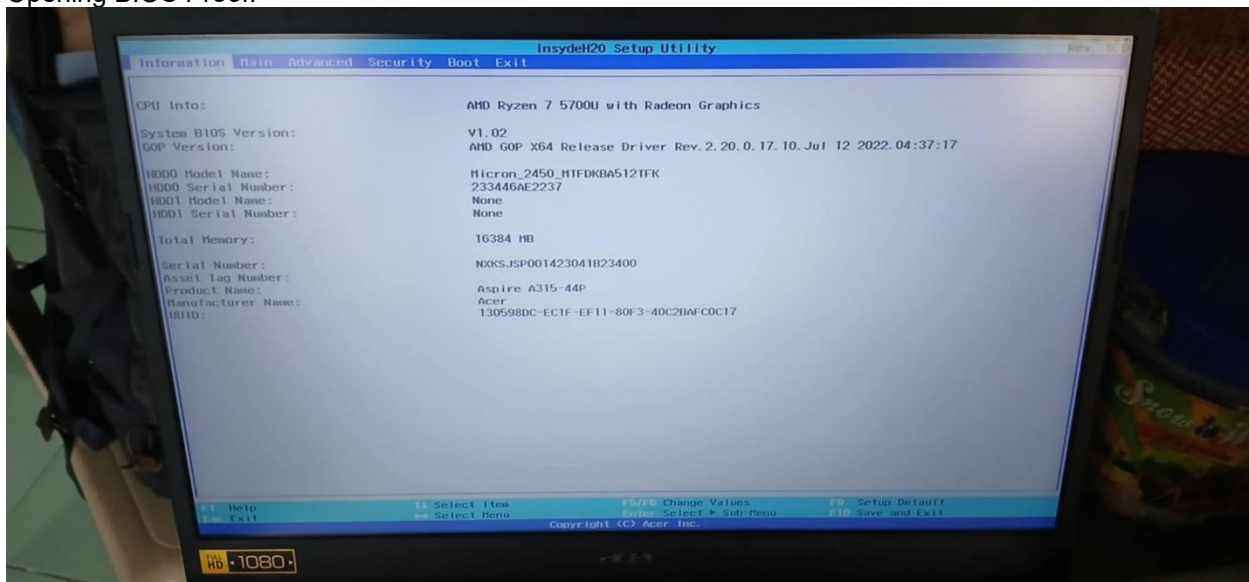 InsydeH20 Setup Utility
Rev. 5.0
Information Main Advanced Security Boot Exit
CPU Info: AMD Ryzen 7 5700U with Radeon Graphics
System BIOS Version: V1.02
GOP Version: AMD GOP X64 Release Driver Rev.2.20.0.17.10.Jul 12 2022.04:37:17
HDD0 Model Name: Micron_2450_MTFDKBA512TFK
HDD0 Serial Number: 233446AE2237
HDD1 Model Name: None
HDD1 Serial Number: None
Total Memory: 16384 MB
Serial Number: NXKSJSP001423041B23400
Asset Tag Number:
Product Name: Aspire A315-44P
Manufacturer Name: Acer
UUID: 130598DC-EC1F-EF11-80F3-40C2BAFC0C17
F1 Help ↑↓ Select Item F5/F6 Change Values F9 Setup Default
Esc Exit ↔ Select Menu Enter Select ▶ Sub-Menu F10 Save and Exit
Copyright (C) Acer Inc.
FULL HD 1080
acer
Snow